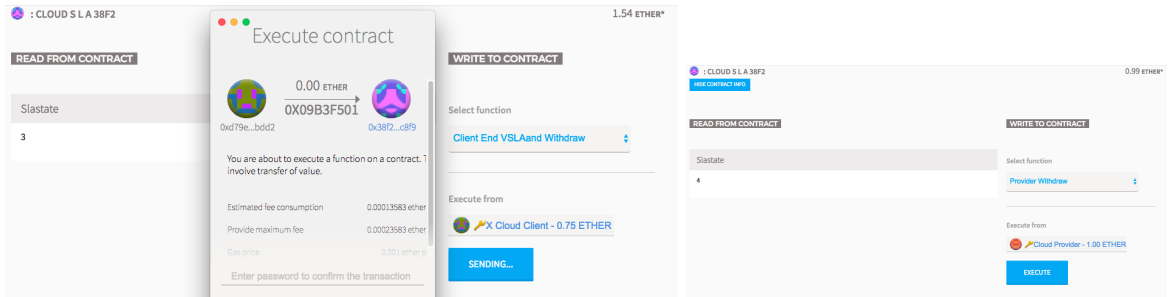 : CLOUD S L A 38F2
1.54 ETHER*
READ FROM CONTRACT
Slastate
3
Execute contract
0.00 ETHER
0X09B3F501
0xd79e...bdd2
0x38f2...c8f9
You are about to execute a function on a contract. T
involve transfer of value.
Estimated fee consumption 0.00013583 ether
Provide maximum fee 0.00023583 ether
Gas price 0.001 ether p
Enter password to confirm the transaction
WRITE TO CONTRACT
Select function
Client End VSLAand Withdraw
Execute from
X Cloud Client - 0.75 ETHER
SENDING...
: CLOUD S L A 38F2
0.99 ETHER*
HIDE CONTRACT INFO
READ FROM CONTRACT
Slastate
4
WRITE TO CONTRACT
Select function
Provider Withdraw
Execute from
Cloud Provider - 1.00 ETHER
EXECUTE